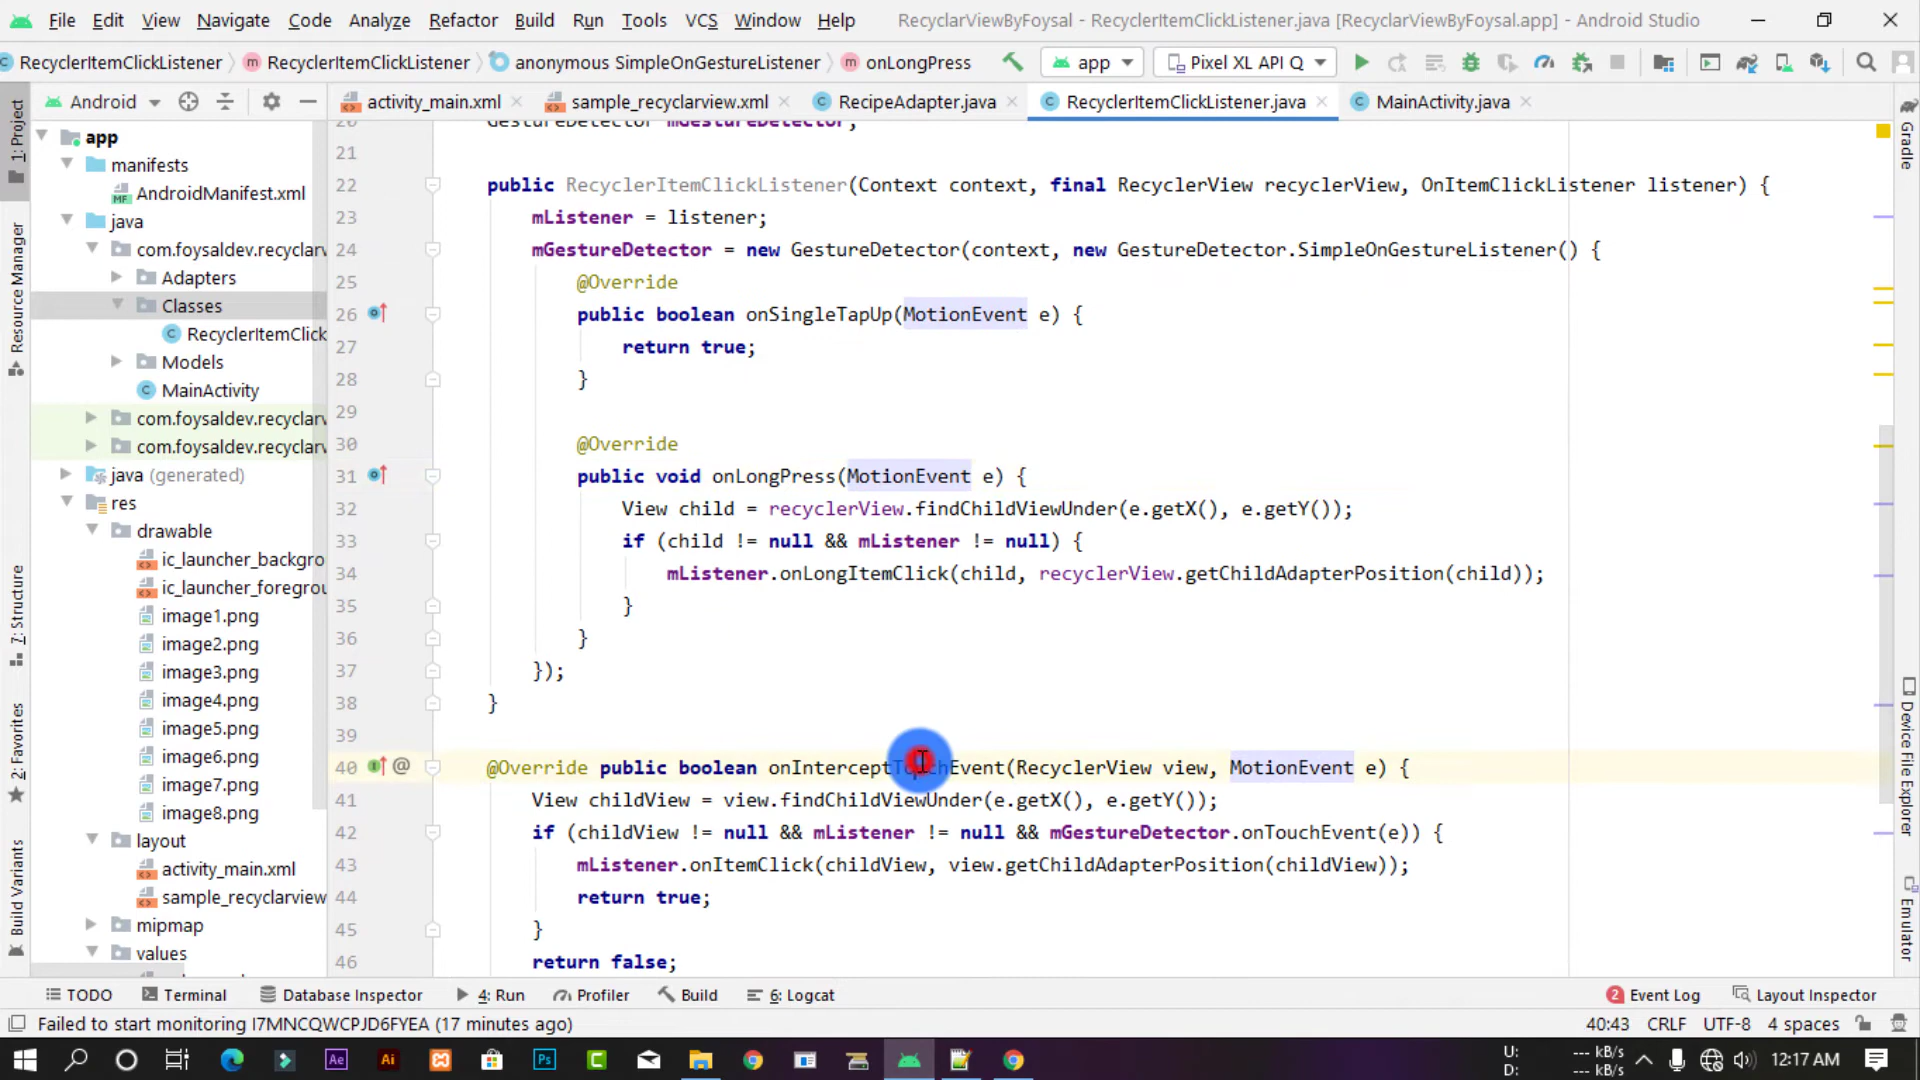 File Edit View Navigate Code Analyze Refactor Build Run Tools VCS Window Help RecyclarViewByFoysal - RecyclerItemClickListener.java [RecyclarViewByFoysal.app] - Android Studio
RecyclerItemClickListener RecyclerItemClickListener anonymous SimpleOnGestureListener onLongPress app Pixel XL API Q
Android activity_main.xml sample_recyclarview.xml RecipeAdapter.java RecyclerItemClickListener.java MainActivity.java
1: Project
Resource Manager
7: Structure
2: Favorites
Build Variants
app
manifests
AndroidManifest.xml
java
com.foysaldev.recyclarv
Adapters
Classes
RecyclerItemClick
Models
MainActivity
com.foysaldev.recyclarv
com.foysaldev.recyclarv
java (generated)
res
drawable
ic_launcher_backgro
ic_launcher_foregrou
image1.png
image2.png
image3.png
image4.png
image5.png
image6.png
image7.png
image8.png
layout
activity_main.xml
sample_recyclarview
mipmap
values
20 GestureDetector mGestureDetector;
21
22 public RecyclerItemClickListener(Context context, final RecyclerView recyclerView, OnItemClickListener listener) {
23 mListener = listener;
24 mGestureDetector = new GestureDetector(context, new GestureDetector.SimpleOnGestureListener() {
25 @Override
26 public boolean onSingleTapUp(MotionEvent e) {
27 return true;
28 }
29
30 @Override
31 public void onLongPress(MotionEvent e) {
32 View child = recyclerView.findChildViewUnder(e.getX(), e.getY());
33 if (child != null && mListener != null) {
34 mListener.onLongItemClick(child, recyclerView.getChildAdapterPosition(child));
35 }
36 }
37 });
38 }
39
40 @ @Override public boolean onInterceptTouchEvent(RecyclerView view, MotionEvent e) {
41 View childView = view.findChildViewUnder(e.getX(), e.getY());
42 if (childView != null && mListener != null && mGestureDetector.onTouchEvent(e)) {
43 mListener.onItemClick(childView, view.getChildAdapterPosition(childView));
44 return true;
45 }
46 return false;
Gradle
Device File Explorer
Emulator
TODO Terminal Database Inspector 4: Run Profiler Build 6: Logcat 2 Event Log Layout Inspector
Failed to start monitoring I7MNCQWCPJD6FYEA (17 minutes ago) 40:43 CRLF UTF-8 4 spaces
U: --- kB/s
D: --- kB/s
12:17 AM